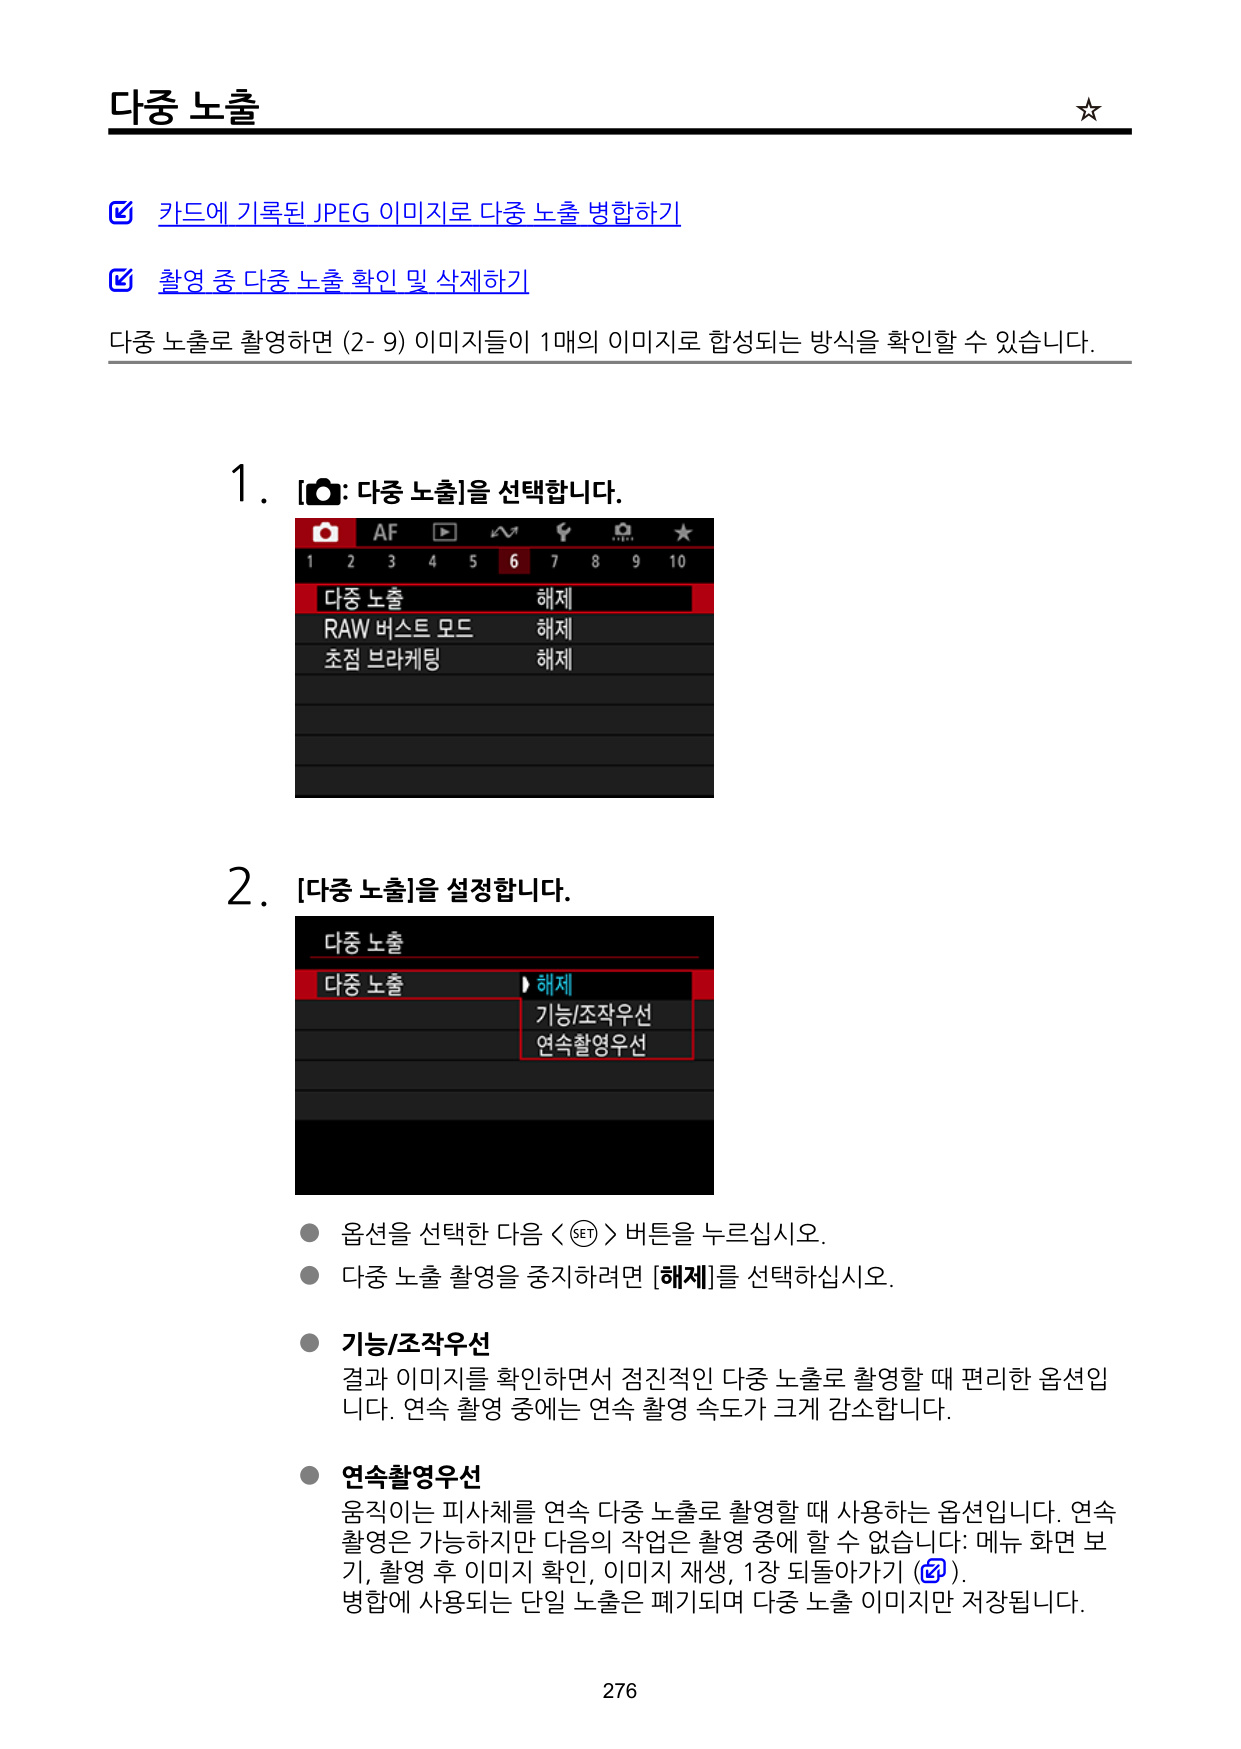 다중 노출 ☆
카드에 기록된 JPEG 이미지로 다중 노출 병합하기
촬영 중 다중 노출 확인 및 삭제하기
다중 노출로 촬영하면 (2- 9) 이미지들이 1매의 이미지로 합성되는 방식을 확인할 수 있습니다.
1. [: 다중 노출]을 선택합니다.
AF
1 2 3 4 5 6 7 8 9 10
다중 노출 해제
RAW 버스트 모드 해제
초점 브라케팅 해제
2. [다중 노출]을 설정합니다.
다중 노출
다중 노출 해제
기능/조작우선
연속촬영우선
● 옵션을 선택한 다음 < SET > 버튼을 누르십시오.
● 다중 노출 촬영을 중지하려면 [해제]를 선택하십시오.
● 기능/조작우선
결과 이미지를 확인하면서 점진적인 다중 노출로 촬영할 때 편리한 옵션입
니다. 연속 촬영 중에는 연속 촬영 속도가 크게 감소합니다.
● 연속촬영우선
움직이는 피사체를 연속 다중 노출로 촬영할 때 사용하는 옵션입니다. 연속
촬영은 가능하지만 다음의 작업은 촬영 중에 할 수 없습니다: 메뉴 화면 보
기, 촬영 후 이미지 확인, 이미지 재생, 1장 되돌아가기 ( ).
병합에 사용되는 단일 노출은 폐기되며 다중 노출 이미지만 저장됩니다.
276